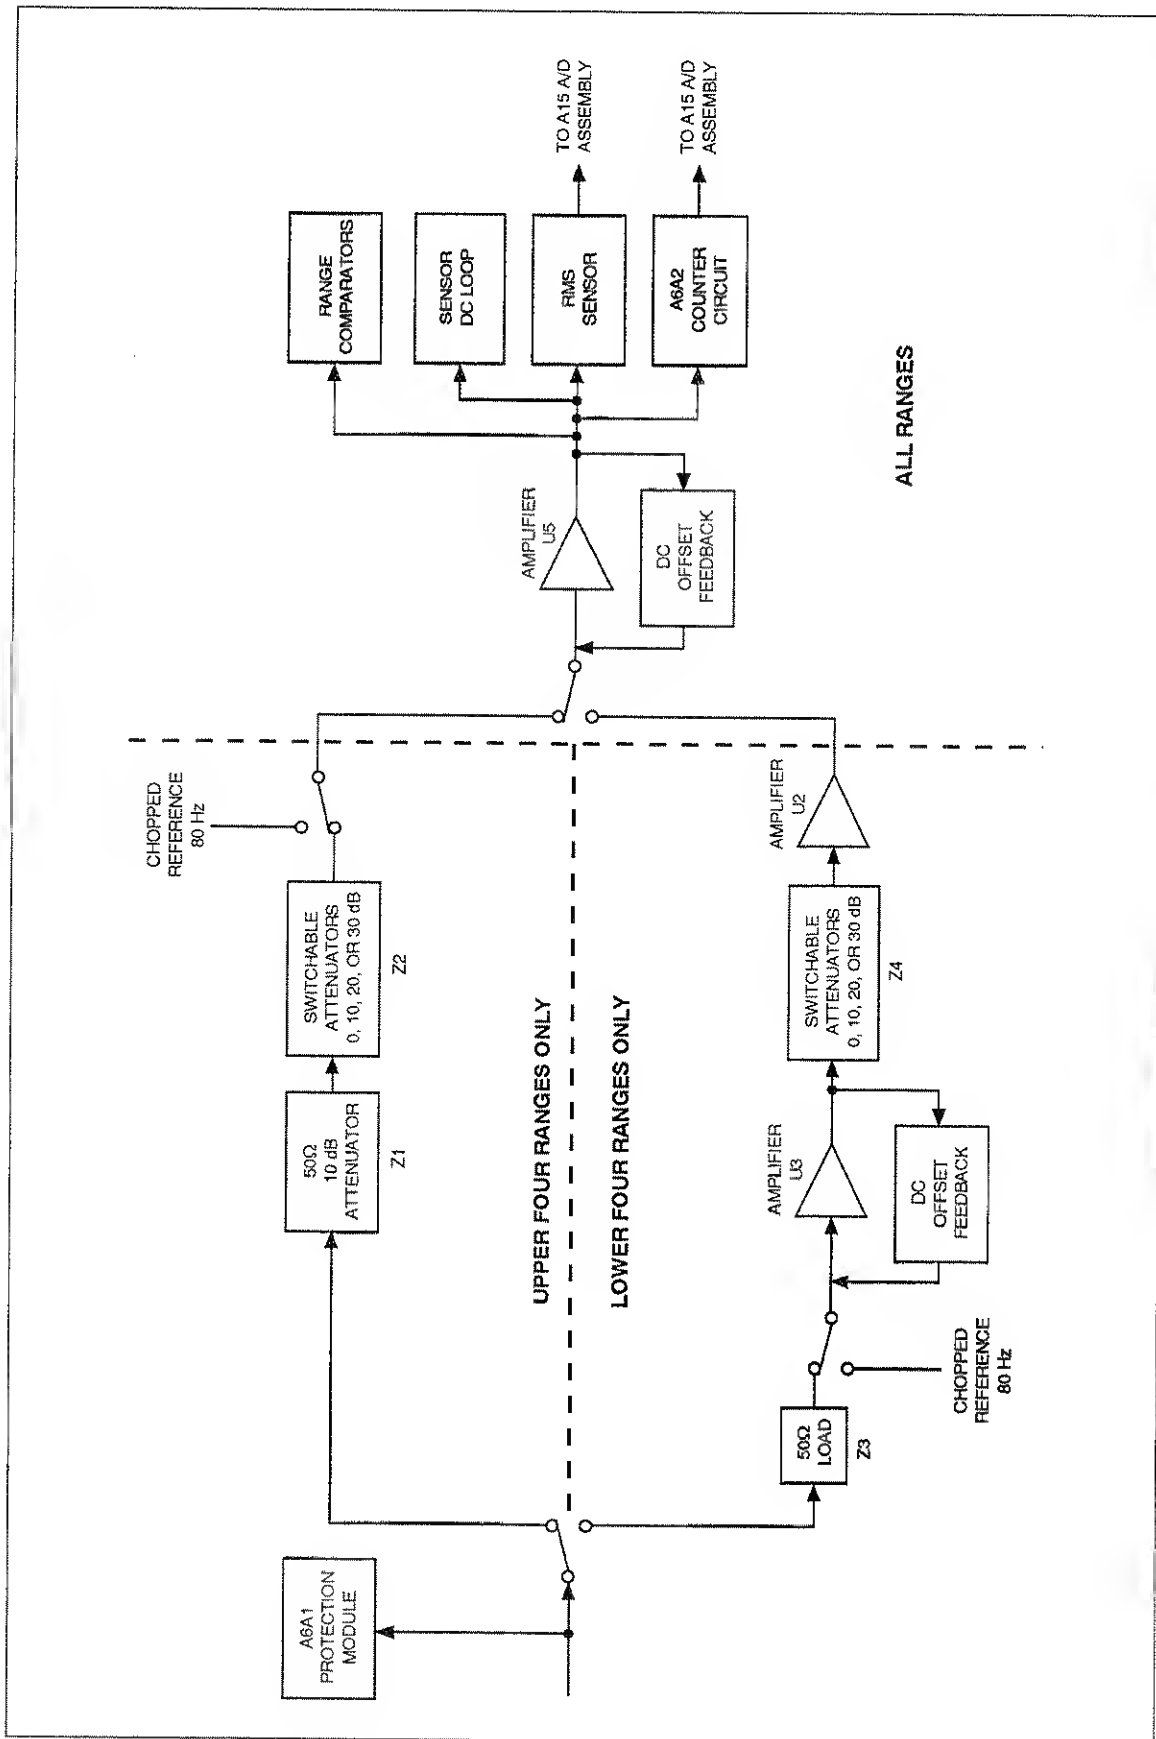 A6A1
PROTECTION
MODULE
50Ω
10 dB
ATTENUATOR
Z1
SWITCHABLE
ATTENUATORS
0, 10, 20, OR 30 dB
Z2
CHOPPED
REFERENCE
80 Hz
UPPER FOUR RANGES ONLY
LOWER FOUR RANGES ONLY
50Ω
LOAD
Z3
CHOPPED
REFERENCE
80 Hz
AMPLIFIER
U3
DC
OFFSET
FEEDBACK
SWITCHABLE
ATTENUATORS
0, 10, 20, OR 30 dB
Z4
AMPLIFIER
U2
AMPLIFIER
U5
DC
OFFSET
FEEDBACK
RANGE
COMPARATORS
SENSOR
DC LOOP
RMS
SENSOR
A6A2
COUNTER
CIRCUIT
TO A15 A/D
ASSEMBLY
TO A15 A/D
ASSEMBLY
ALL RANGES